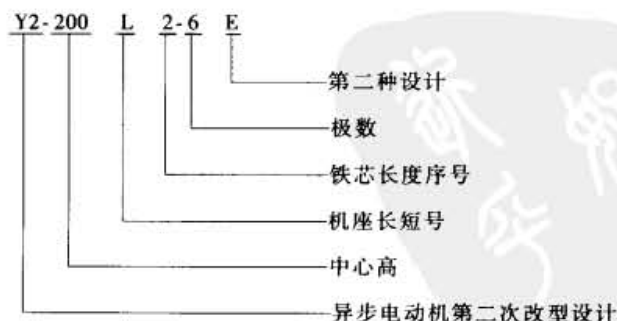 Y2-200 L 2-6 E
第二种设计
极数
铁芯长度序号
机座长短号
中心高
异步电动机第二次改型设计